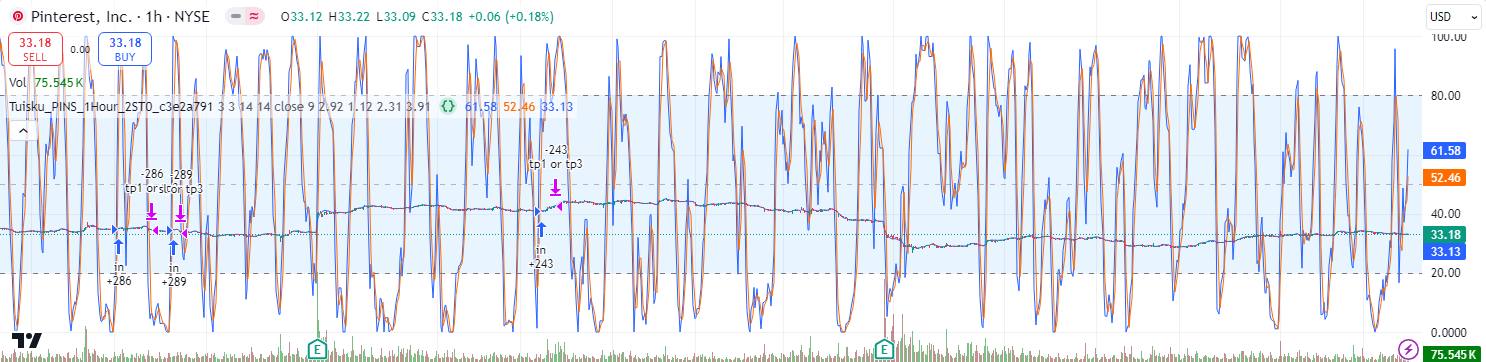 Pinterest, Inc. · 1h · NYSE O33.12 H33.22 L33.09 C33.18 +0.06 (+0.18%)
USD
33.18
SELL
0.00
33.18
BUY
100.00
Vol 75.545 K
80.00
Tuisku_PINS_1Hour_2ST0_c3e2a791 3 3 14 14 close 9 2.92 1.12 2.31 3.91 61.58 52.46 33.13
61.58
-243
tp1 or tp3
-286
-289
tp1 or
or tp3
52.46
40.00
33.18
33.13
in
+243
in
+286
in
+289
20.00
0.0000
E
E
75.545 K